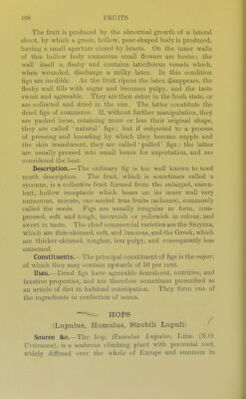 108 FRUITS
The fruit is produced by the abnormal growth of a lateral
shoot, by which a green, hollow, pear-shaped body is produced,
having a small aperture closed by bracts. On the inner walls
of this hollow body numerous small flowers are borne; the
wall itself is fleshy and contains laticiferous vessels which,
when wounded, discharge a milky latex. In this condition
figs are inedible. As the fruit ripens the latex disappears, the
fleshy wall fills with sugar and becomes pulpy, and the taste
sweet and agreeable. They are then eaten in the fresh state, or
are collected and dried in the sun. The latter constitute the
dried figs of commerce. If, without further manipulation, they
are packed loose, retaining more or less their original shape,
they are called 'natural' figs; but if subjected to a process
of pressing and kneading by which they become supple and
the skin translucent, they are called 'pulled' figs; the latter
are usually pressed into small boxes for exportation, and are
considered the best.
Description.—The ordinary fig is too well known to need
much description. The fruit, which is sometimes called a
syconus, is a collective fruit formed from the enlarged, succu-
lent, hollow receptacle which bears on its inner wall very
numerous, minute, one-seeded true fruits (achenes), commonly
called the seeds. Figs are usually irregular in form, com-
pressed, soft and tough, brownish or yellowish in colour, and
sweet in taste. The chief commercial varieties are the Smyrna,
which are thin-skinned, soft, and luscious, and the Greek, which
are thicker-skinned, tougher, less pulpy, and consequently less
esteemed.
Constituents.—The principal constituent of figs is the sugar,
of which they may contain upwards of 50 per cent.
Uses.—Dried figs have agreeable demulcent, nutritive, and
laxative properties, and are therefore sometimes prescribed as
an article of diet in habitual constipation. They form one of
the ingredients in confection of senna.
HOPS
(Lupulus, Humulus, Strobili Lupuli)
Source &c.—The hop, Humulus Lupulus, Linn. (N.O.
Urticaceæ), is a scabrous climbing plant with perennial root,
widely diffused over the whole of Europe and common in